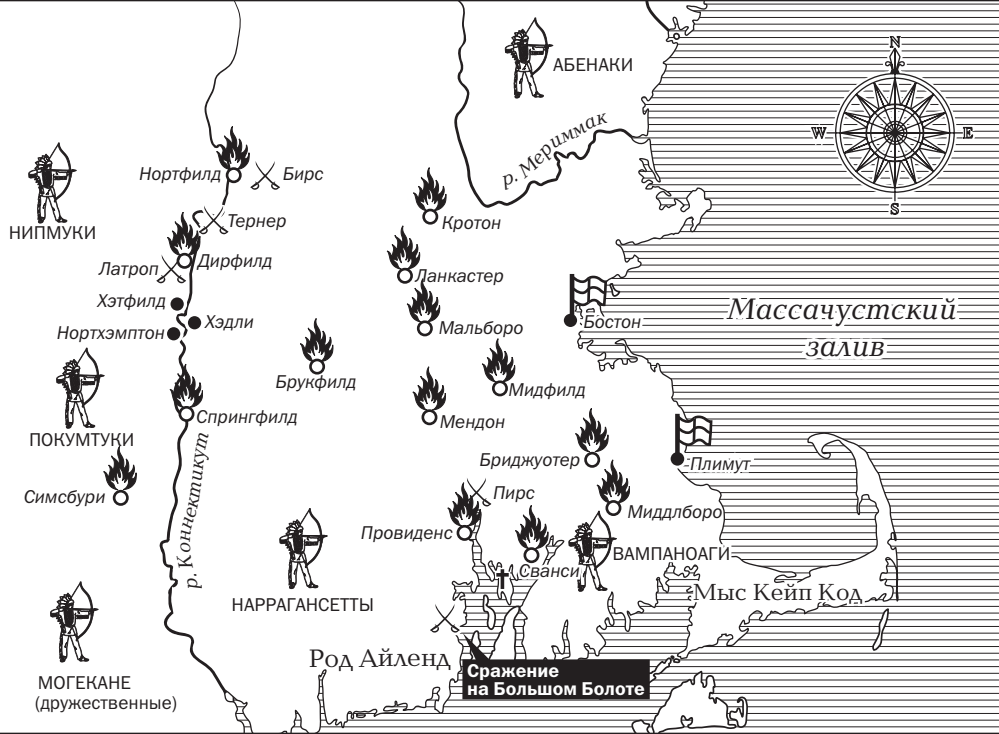 АБЕНАКИ
N
W
E
S
р. Меримmak
Нортфилд
Бирс
НИПМУКИ
Тернер
Кротон
Латроп
Дирфилд
Ланкастер
Хэтфилд
Хэдли
Нортхэмптон
Мальборо
Бостон
Массачустский
залив
Брукфилд
Мидфилд
Спрингфилд
Мендон
ПОКУМТУКИ
Бриджуотер
Плимут
Симсбури
р. Коннектикут
Пирс
Провиденс
Миддлборо
Сванси
ВАМПАНОАГИ
НАРРАГАНСЕТТЫ
Мыс Кейп Код
Род Айленд
Сражение
на Большом Болоте
МОГЕКАНЕ
(дружественные)